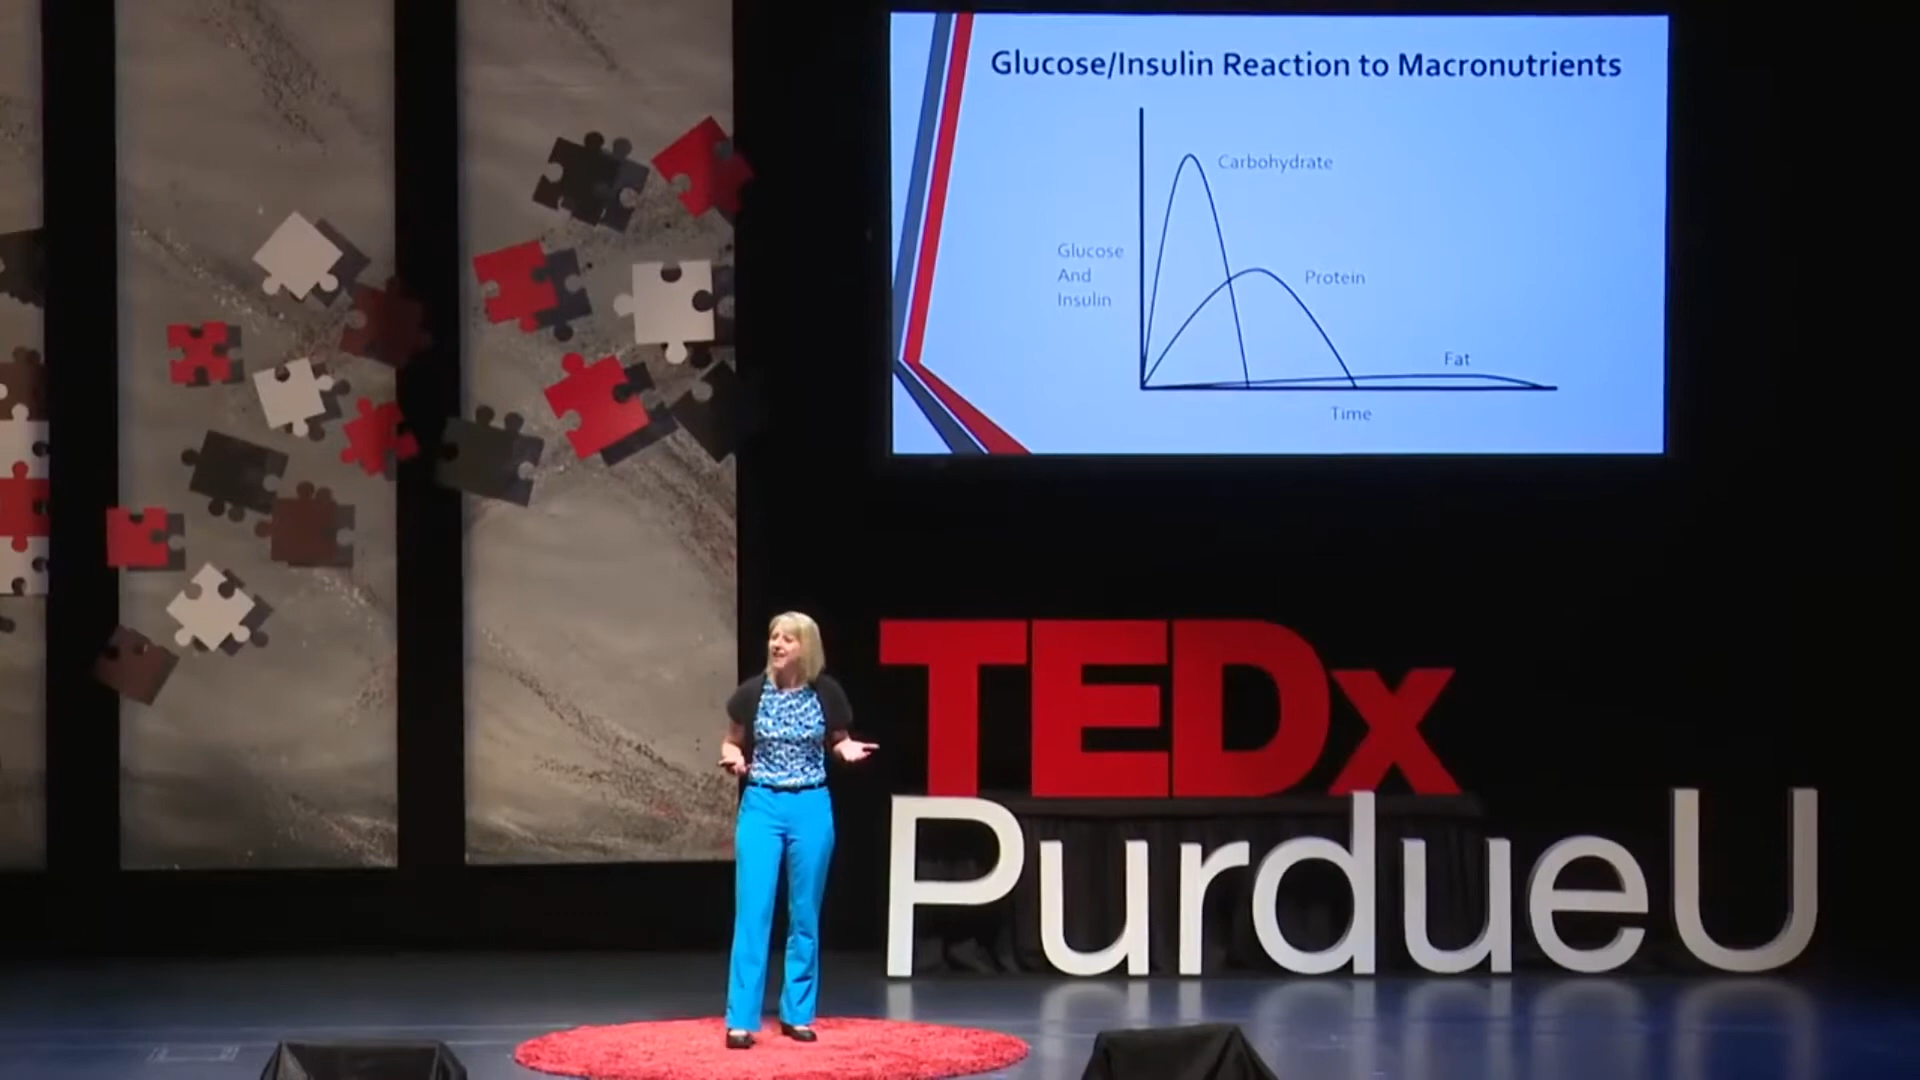 Glucose/Insulin Reaction to Macronutrients
Carbohydrate
Glucose
And
Insulin
Protein
Fat
Time
TEDx
PurdueU